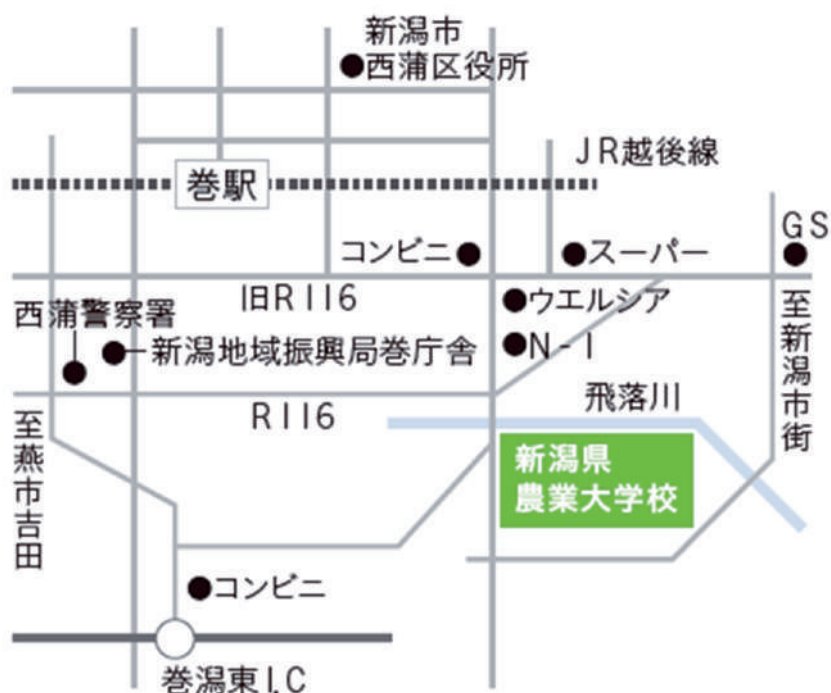 新潟市
西蒲区役所
JR越後線
巻駅
GS
コンビニ
スーパー
旧R116
ウエルシア
至新潟市街
西蒲警察署
新潟地域振興局巻庁舎
N-1
飛落川
R116
至燕市吉田
新潟県
農業大学校
コンビニ
巻潟東I.C